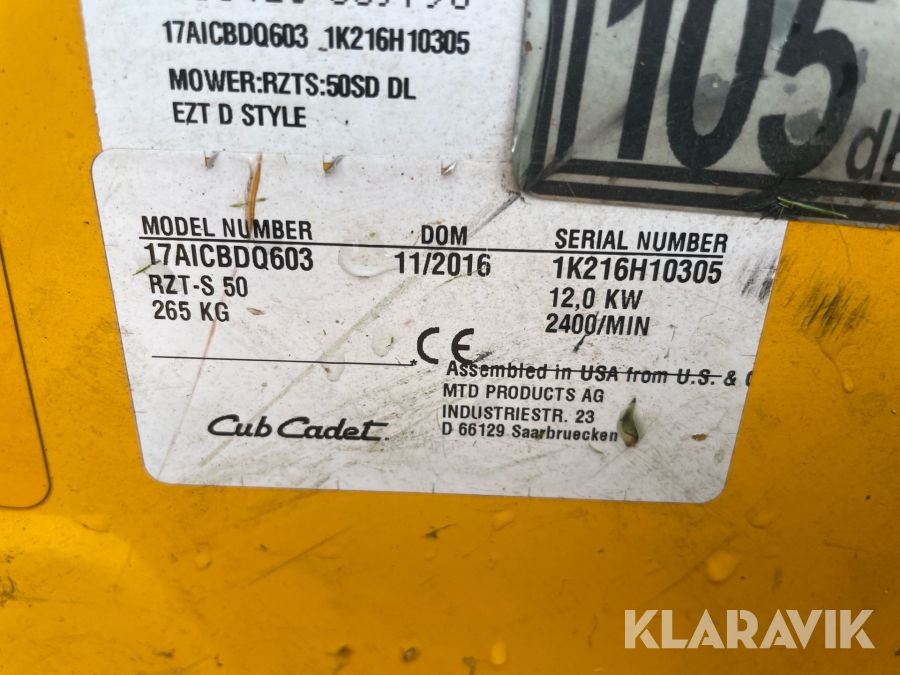 17AICBDQ603 1K216H10305
MOWER:RZTS:50SD DL
EZT D STYLE
105
MODEL NUMBER DOM SERIAL NUMBER
17AICBDQ603 11/2016 1K216H10305
RZT-S 50 12,0 KW
265 KG 2400/MIN
CE
Assembled in USA from U.S. &
MTD PRODUCTS AG
INDUSTRIESTR. 23
D 66129 Saarbruecken
Cub Cadet.
KLARAVIK